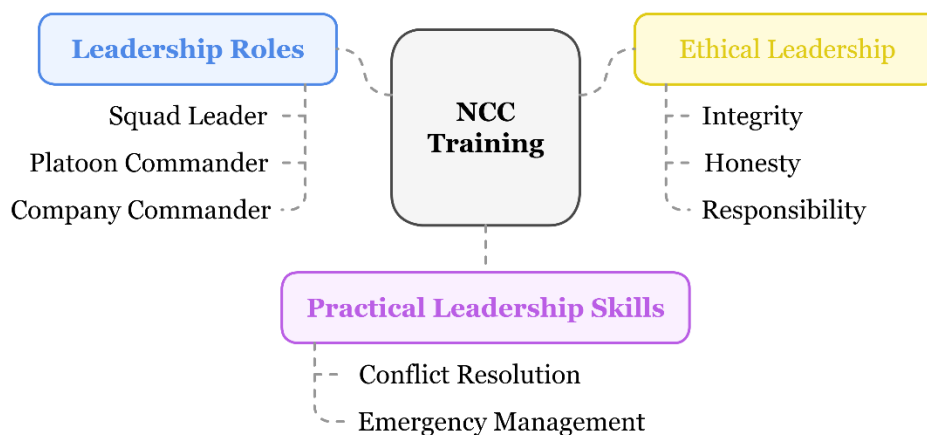 Leadership Roles
Squad Leader
Platoon Commander
Company Commander
NCC
Training
Ethical Leadership
Integrity
Honesty
Responsibility
Practical Leadership Skills
Conflict Resolution
Emergency Management